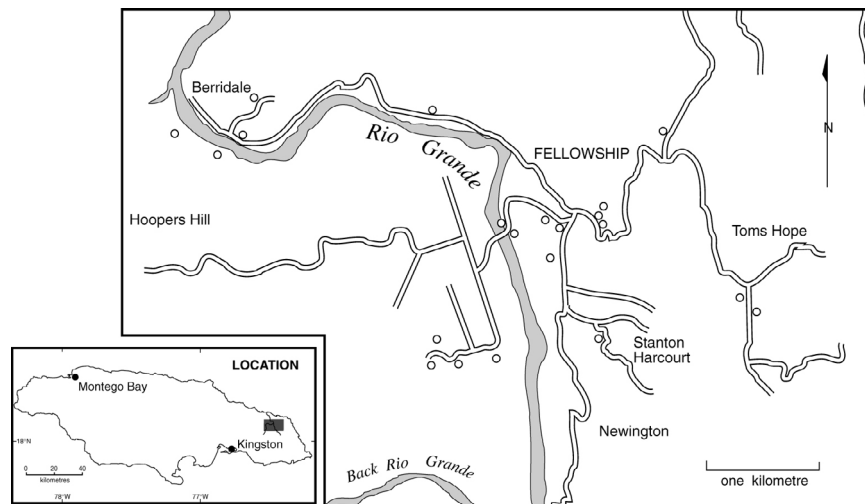 Berridale
Rio Grande
FELLOWSHIP
N
Hoopers Hill
Toms Hope
Stanton
Harcourt
Newington
Back Rio Grande
one kilometre
LOCATION
Montego Bay
18°N
Kingston
0 20 40
kilometres
78°W
77°W